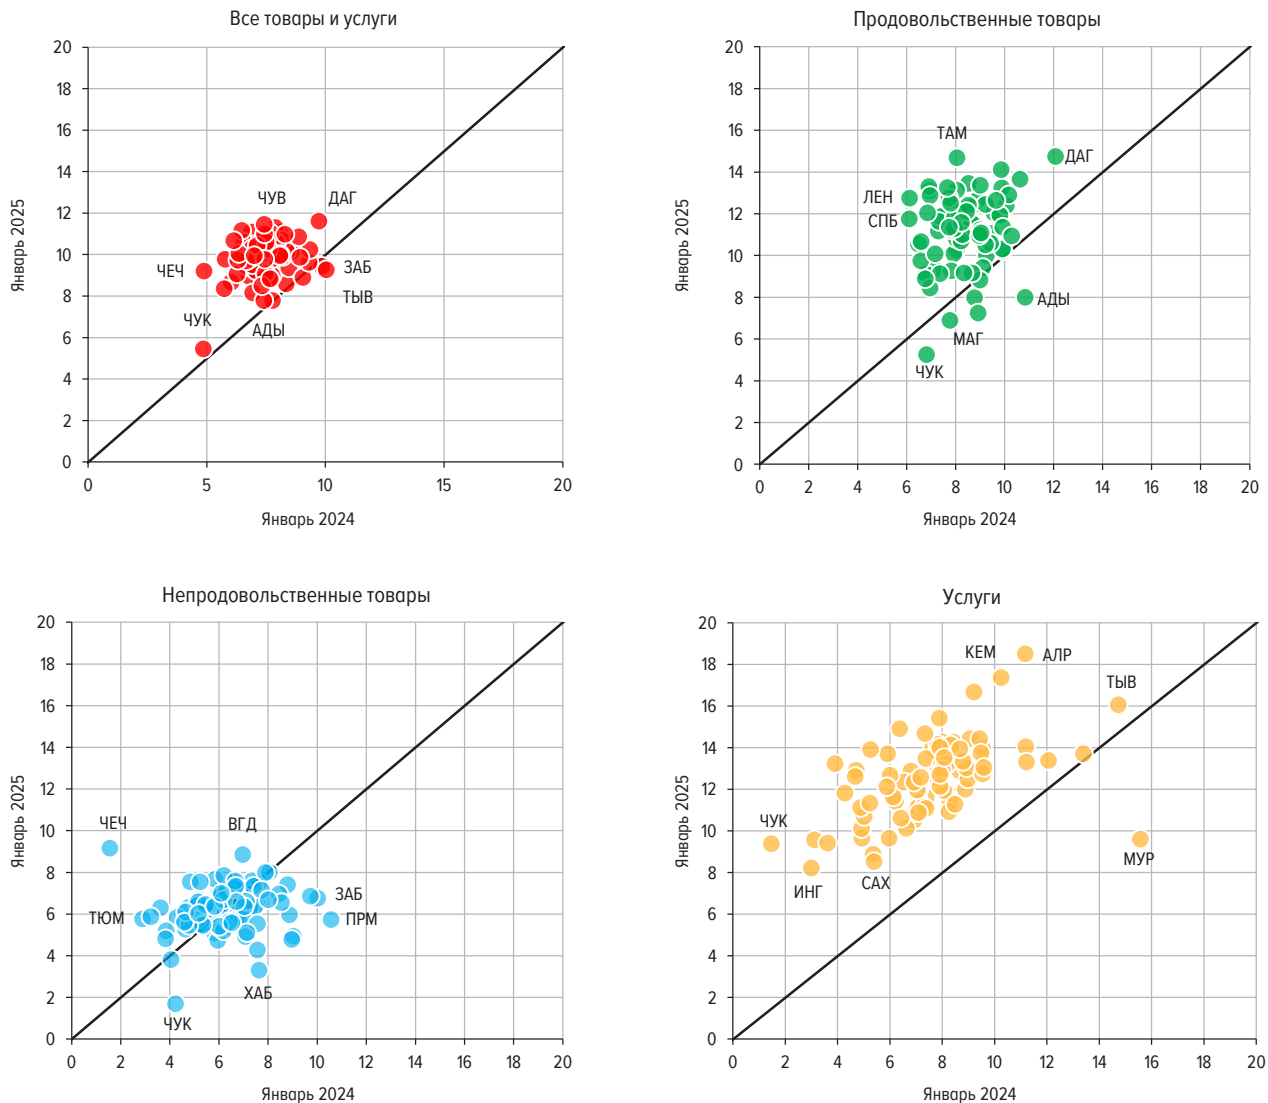 Все товары и услуги
20
18
16
14
12
10
8
6
4
2
0
Январь 2025
ЧУВ
ДАГ
ЧЕЧ
ЗАБ
ТЫВ
ЧУК
АДЫ
0
5
10
15
20
Январь 2024
Продовольственные товары
20
18
16
14
12
10
8
6
4
2
0
Январь 2025
ТАМ
ДАГ
ЛЕН
СПБ
АДЫ
МАГ
ЧУК
0
2
4
6
8
10
12
14
16
18
20
Январь 2024
Непродовольственные товары
20
18
16
14
12
10
8
6
4
2
0
Январь 2025
ЧЕЧ
ВГД
ЗАБ
ТЮМ
ПРМ
ХАБ
ЧУК
0
2
4
6
8
10
12
14
16
18
20
Январь 2024
Услуги
20
18
16
14
12
10
8
6
4
2
0
Январь 2025
КЕМ
АЛР
ТЫВ
ЧУК
МУР
САХ
ИНГ
0
2
4
6
8
10
12
14
16
18
20
Январь 2024